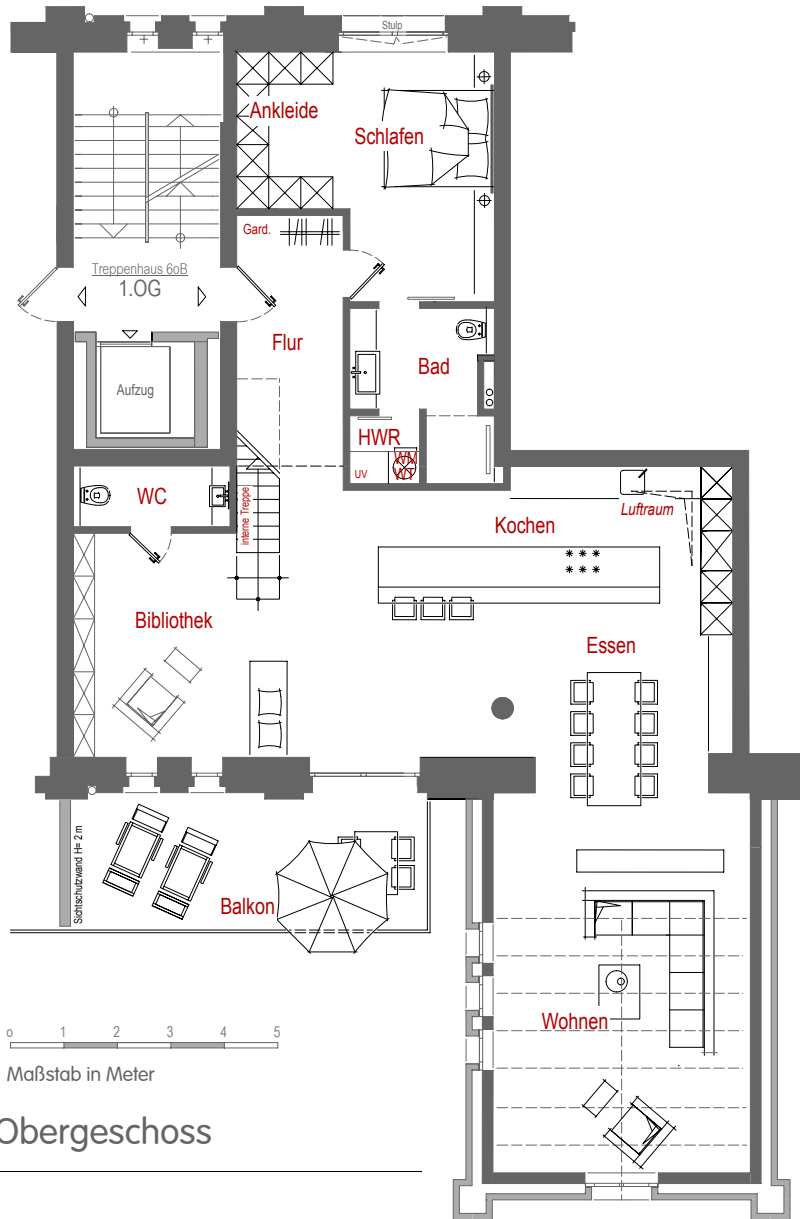 Stulp
Ankleide
Schlafen
Gard.
Treppenhaus 6oB
1.OG
Flur
Bad
Aufzug
HWR
UV
WM
WT
WC
interne Treppe
Luftraum
Kochen
Bibliothek
Essen
Sichtschutzwand H= 2 m
Balkon
Wohnen
o 1 2 3 4 5
Maßstab in Meter
Obergeschoss